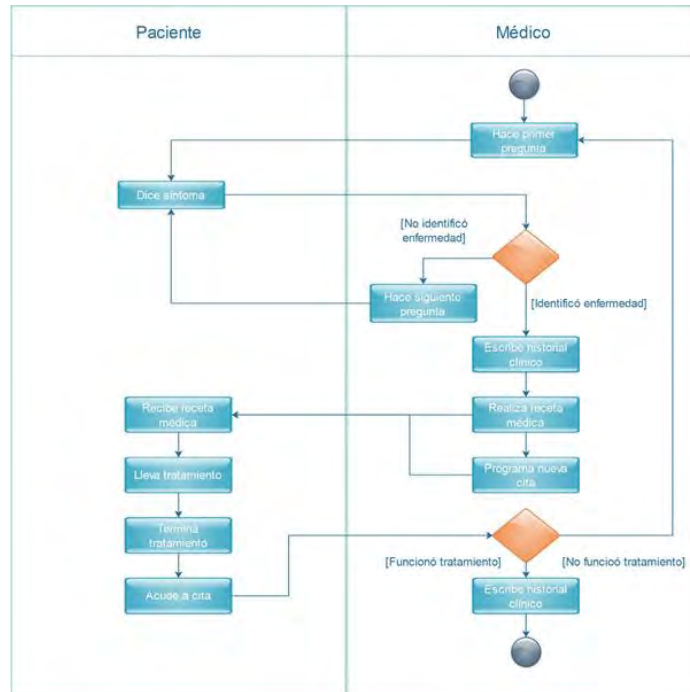 Paciente
Médico
Hace primer
pregunta
Dice síntoma
[No identificó
enfermedad]
Hace siguiente
pregunta
[Identificó enfermedad]
Escribe historial
clínico
Recibe receta
médica
Realiza receta
médica
Lleva tratamiento
Programa nueva
cita
Termina
tratamiento
[Funcionó tratamiento]
[No funcioó tratamiento]
Acude a cita
Escribe historial
clínico